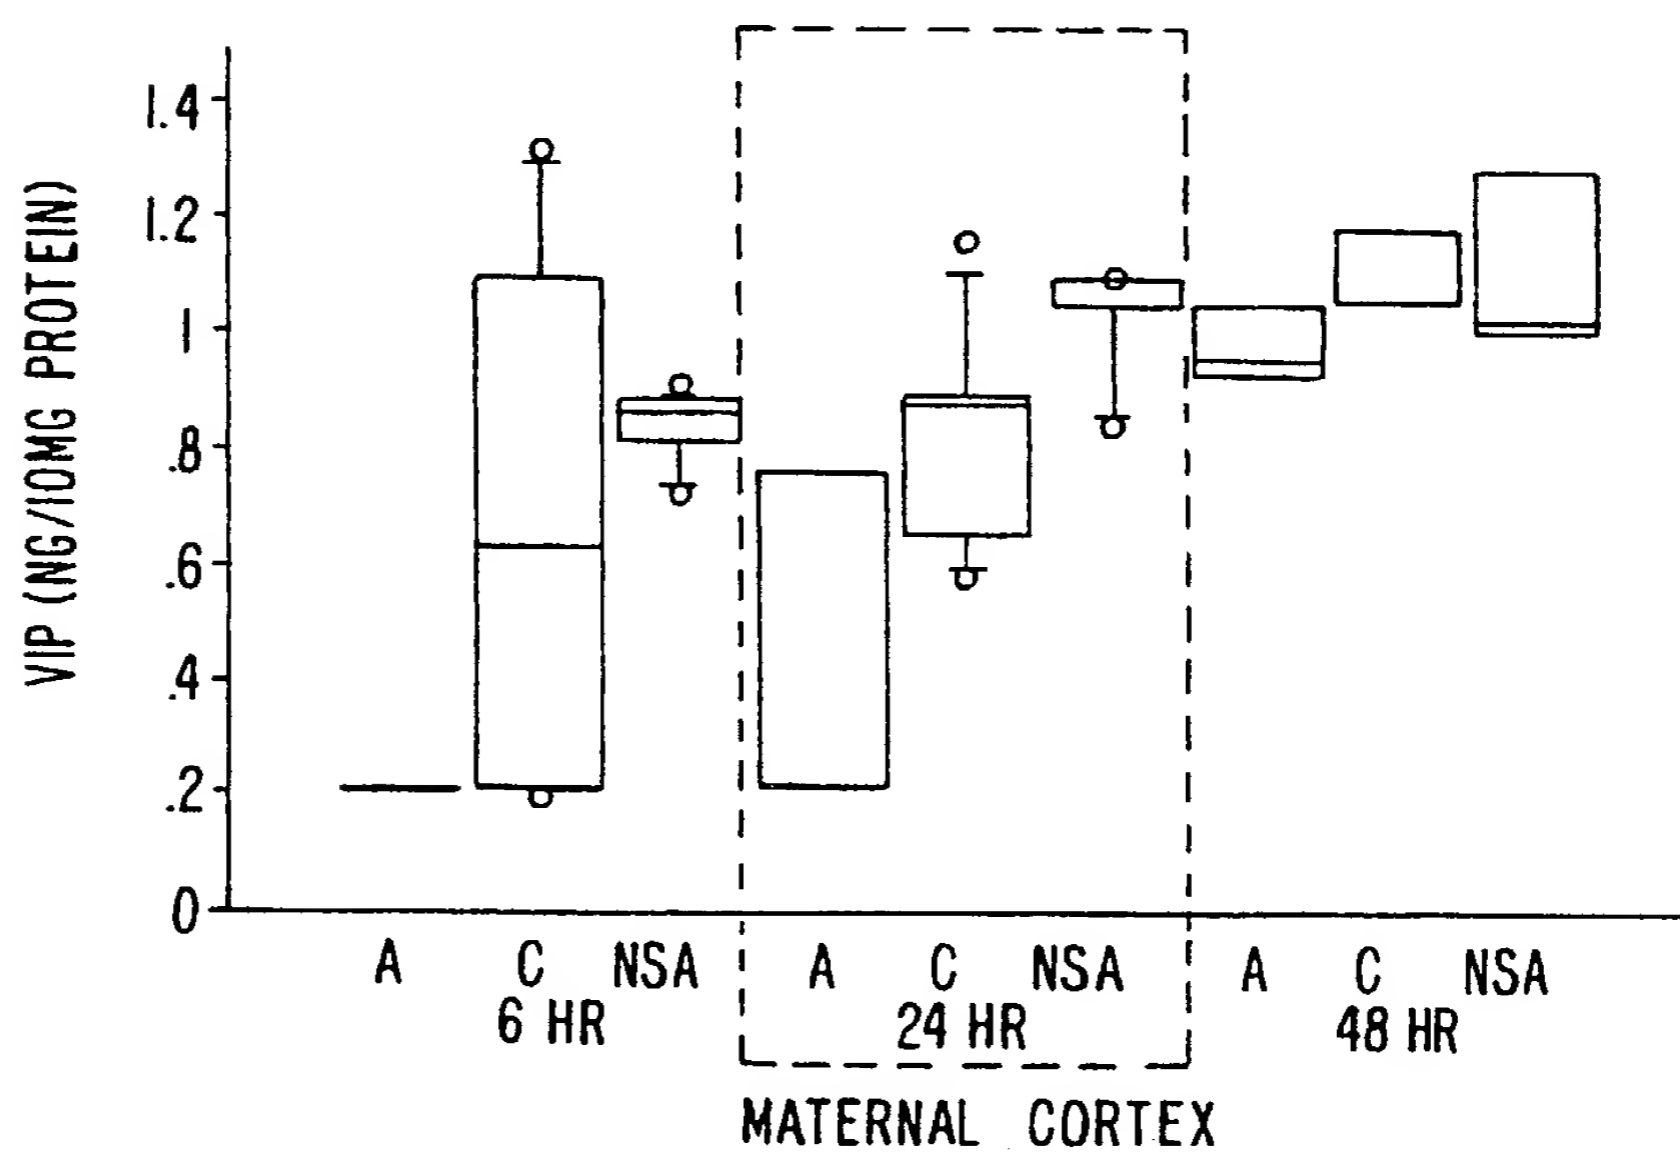 VIP (NG/10MG PROTEIN)
1.4
1.2
1
.8
.6
.4
.2
0
A C NSA A C NSA A C NSA
6 HR 24 HR 48 HR
MATERNAL CORTEX